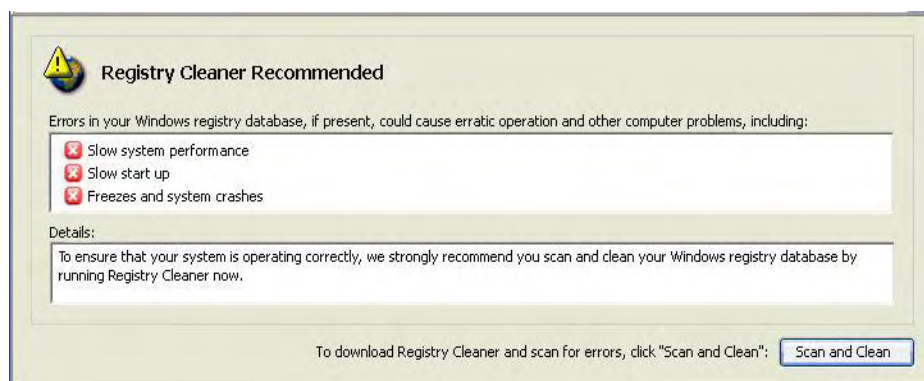 Registry Cleaner Recommended
Errors in your Windows registry database, if present, could cause erratic operation and other computer problems, including:
Slow system performance
Slow start up
Freezes and system crashes
Details:
To ensure that your system is operating correctly, we strongly recommend you scan and clean your Windows registry database by
running Registry Cleaner now.
To download Registry Cleaner and scan for errors, click "Scan and Clean": Scan and Clean